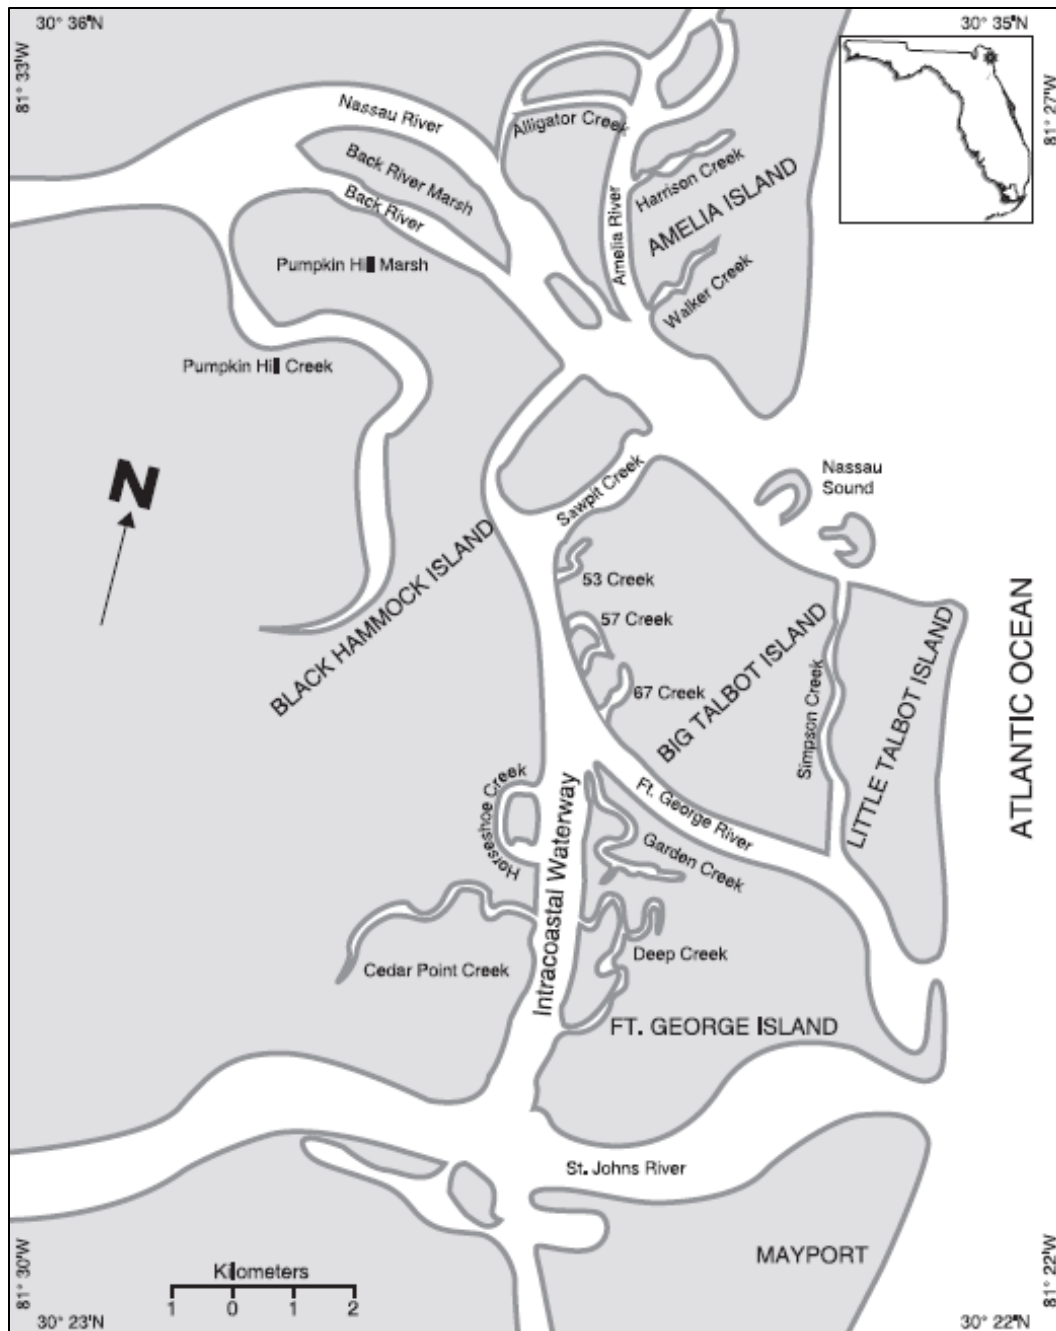 30° 36'N
30° 35'N
81° 33'W
81° 27'W
Nassau River
Alligator Creek
Back River Marsh
Harrison Creek
Back River
Amelia River
AMELIA ISLAND
Pumpkin Hill Marsh
Walker Creek
Pumpkin Hill Creek
N
Nassau
Sound
Sawpit Creek
53 Creek
BLACK HAMMOCK ISLAND
57 Creek
67 Creek
BIG TALBOT ISLAND
Simpson Creek
LITTLE TALBOT ISLAND
ATLANTIC OCEAN
Horseshoe Creek
Intracoastal Waterway
Ft. George River
Garden Creek
Cedar Point Creek
Deep Creek
FT. GEORGE ISLAND
St. Johns River
MAYPORT
Kilometers
1 0 1 2
81° 30'W
81° 22'W
30° 23'N
30° 22'N